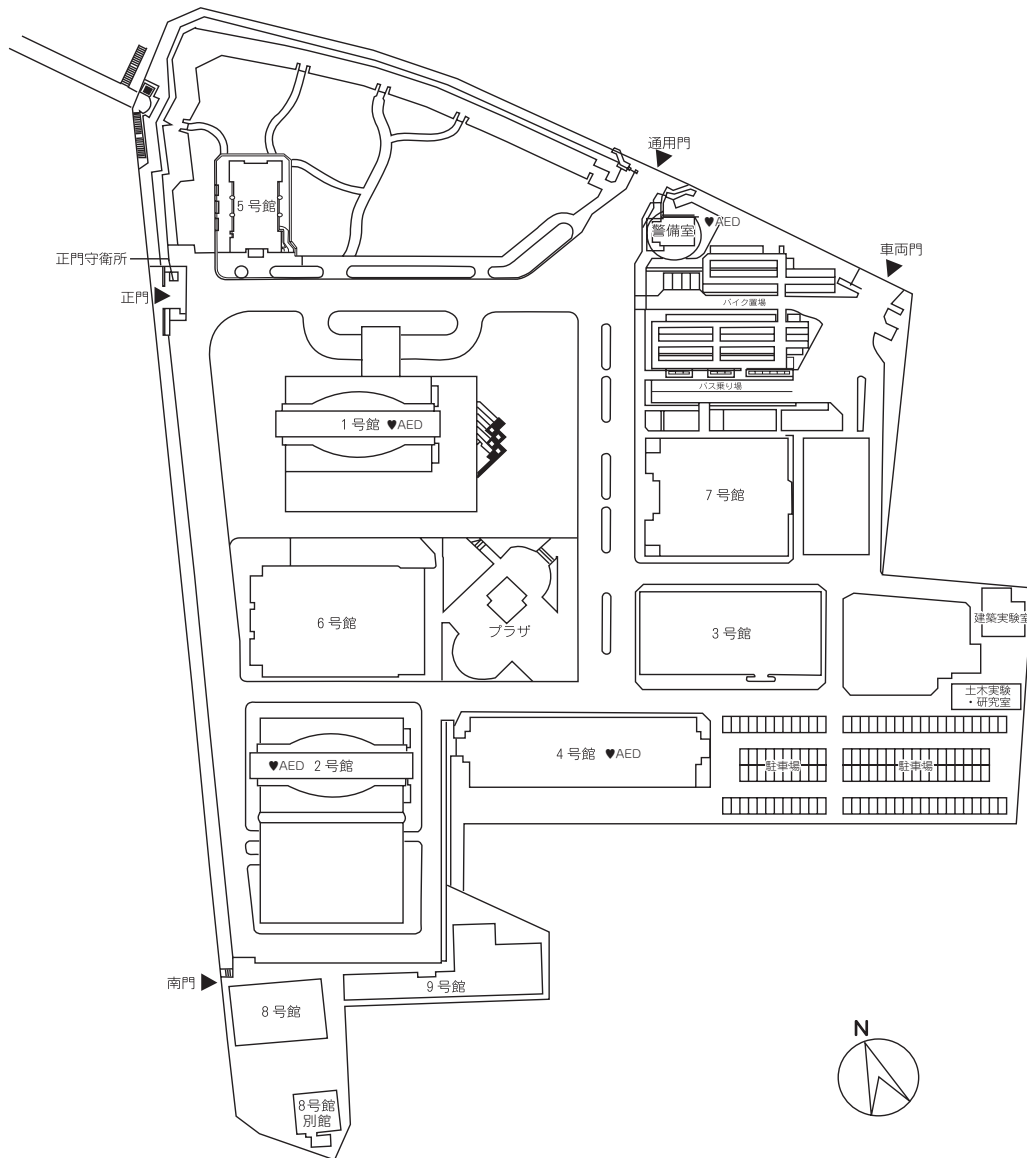 通用門
5号館
警備室 ♥AED
正門守衛所
車両門
正門
バイク置場
バス乗り場
1号館 ♥AED
7号館
6号館
プラザ
3号館
建築実験室
土木実験
・研究室
4号館 ♥AED
♥AED 2号館
駐車場
駐車場
南門
9号館
8号館
N
8号館
別館